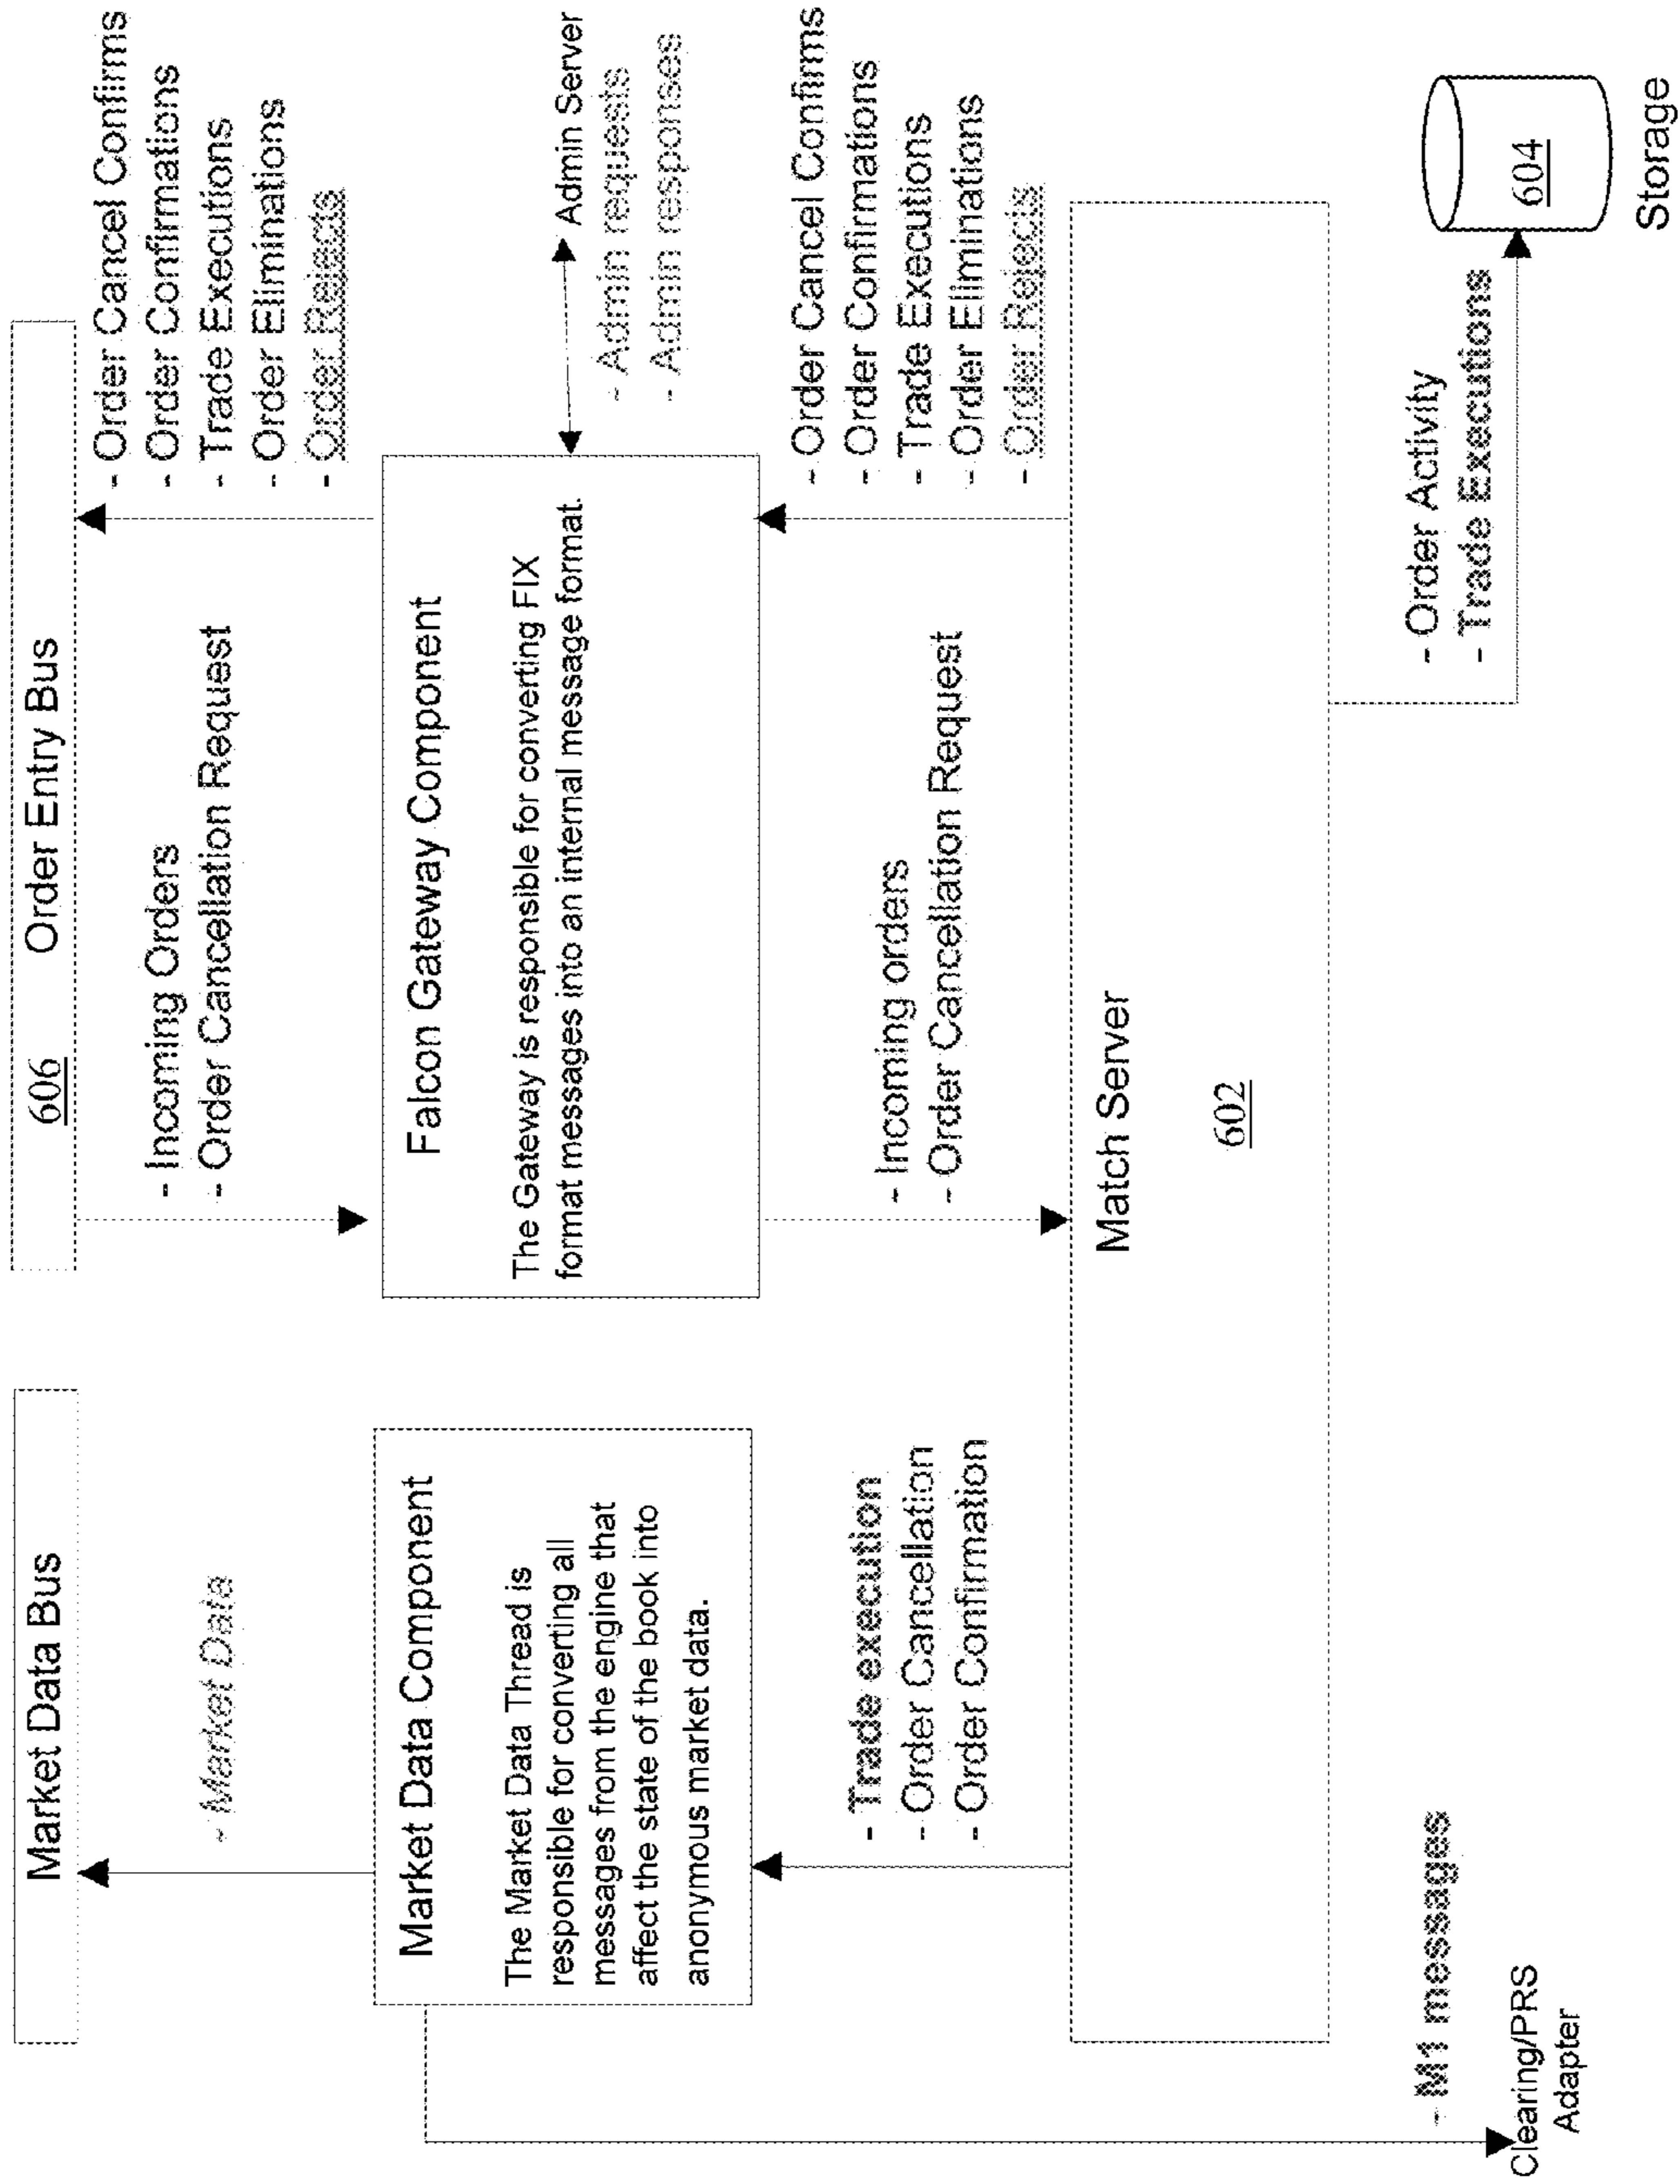 Market Data Bus
606 Order Entry Bus
- Market Data
- Incoming Orders
- Order Cancellation Request
- Order Cancel Confirms
- Order Confirmations
- Trade Executions
- Order Eliminations
- Order Rejects
Market Data Component
The Market Data Thread is
responsible for converting all
messages from the engine that
affect the state of the book into
anonymous market data.
Falcon Gateway Component
The Gateway is responsible for converting FIX
format messages into an internal message format.
Admin Server
- Admin requests
- Admin responses
- Trade execution
- Order Cancellation
- Order Confirmation
- Incoming orders
- Order Cancellation Request
- Order Cancel Confirms
- Order Confirmations
- Trade Executions
- Order Eliminations
- Order Rejects
Match Server
602
- M1 messages
Clearing/PRS
Adapter
- Order Activity
- Trade Executions
604
Storage